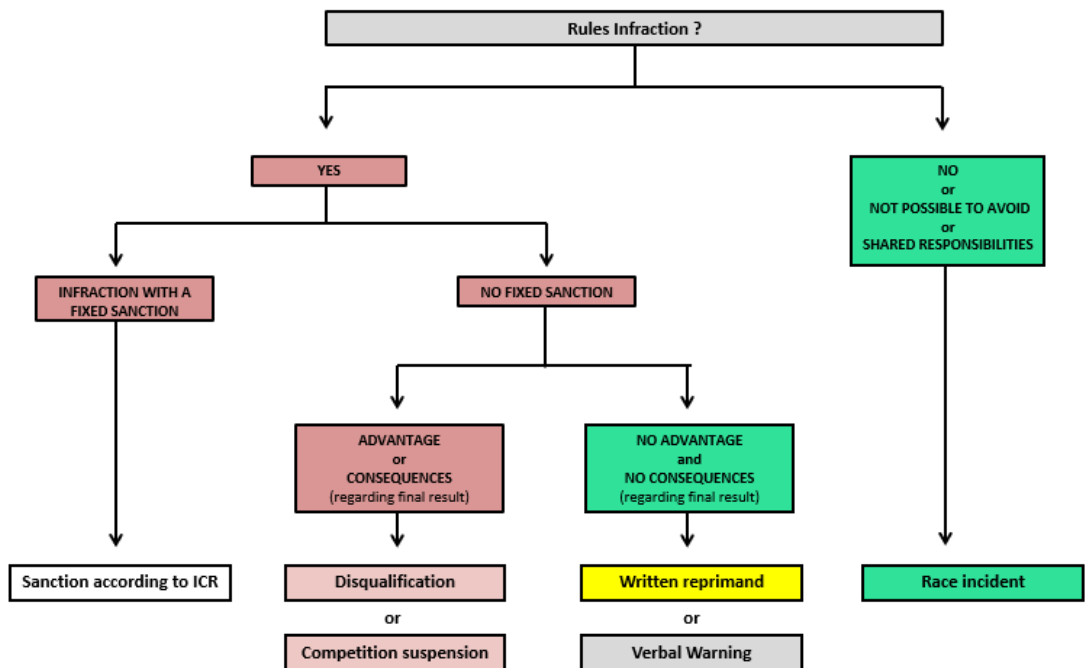 Rules Infraction ?
YES
NO
or
NOT POSSIBLE TO AVOID
or
SHARED RESPONSIBILITIES
INFRACTION WITH A
FIXED SANCTION
NO FIXED SANCTION
ADVANTAGE
or
CONSEQUENCES
(regarding final result)
NO ADVANTAGE
and
NO CONSEQUENCES
(regarding final result)
Sanction according to ICR
Disqualification
or
Competition suspension
Written reprimand
or
Verbal Warning
Race incident